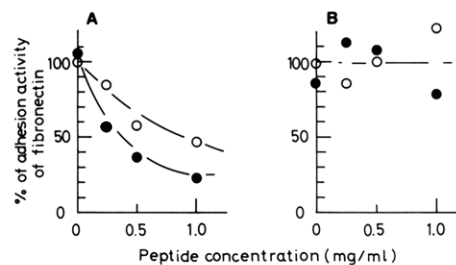 A
B
% of adhesion activity
of fibronectin
100
50
0
100
50
0
0
0.5
1.0
0
0.5
1.0
Peptide concentration (mg/ml)